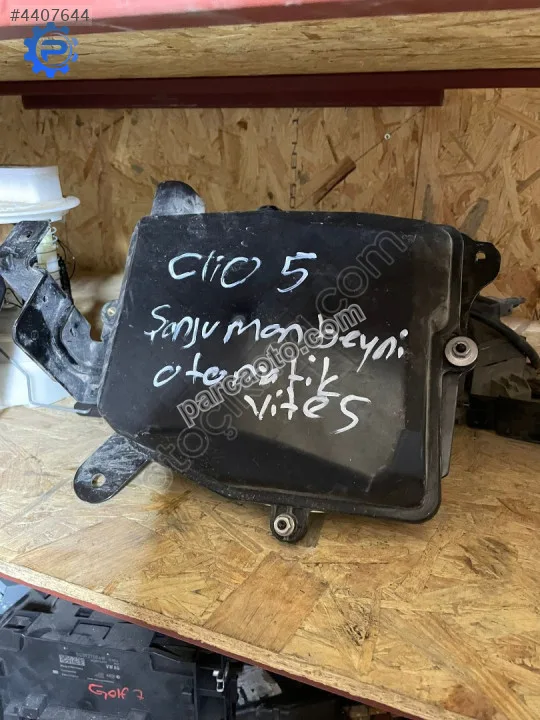 #4407644
P
Clio 5
Şanjuman beyni
otomatik
vites
parcaoto.com
Golf 7